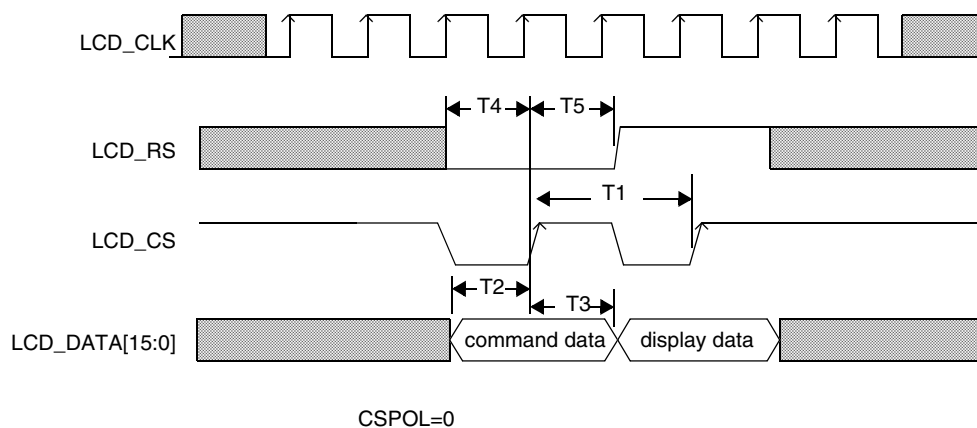 LCD_CLK
T4
T5
LCD_RS
T1
LCD_CS
T2
T3
LCD_DATA[15:0]
command data
display data
CSPOL=0